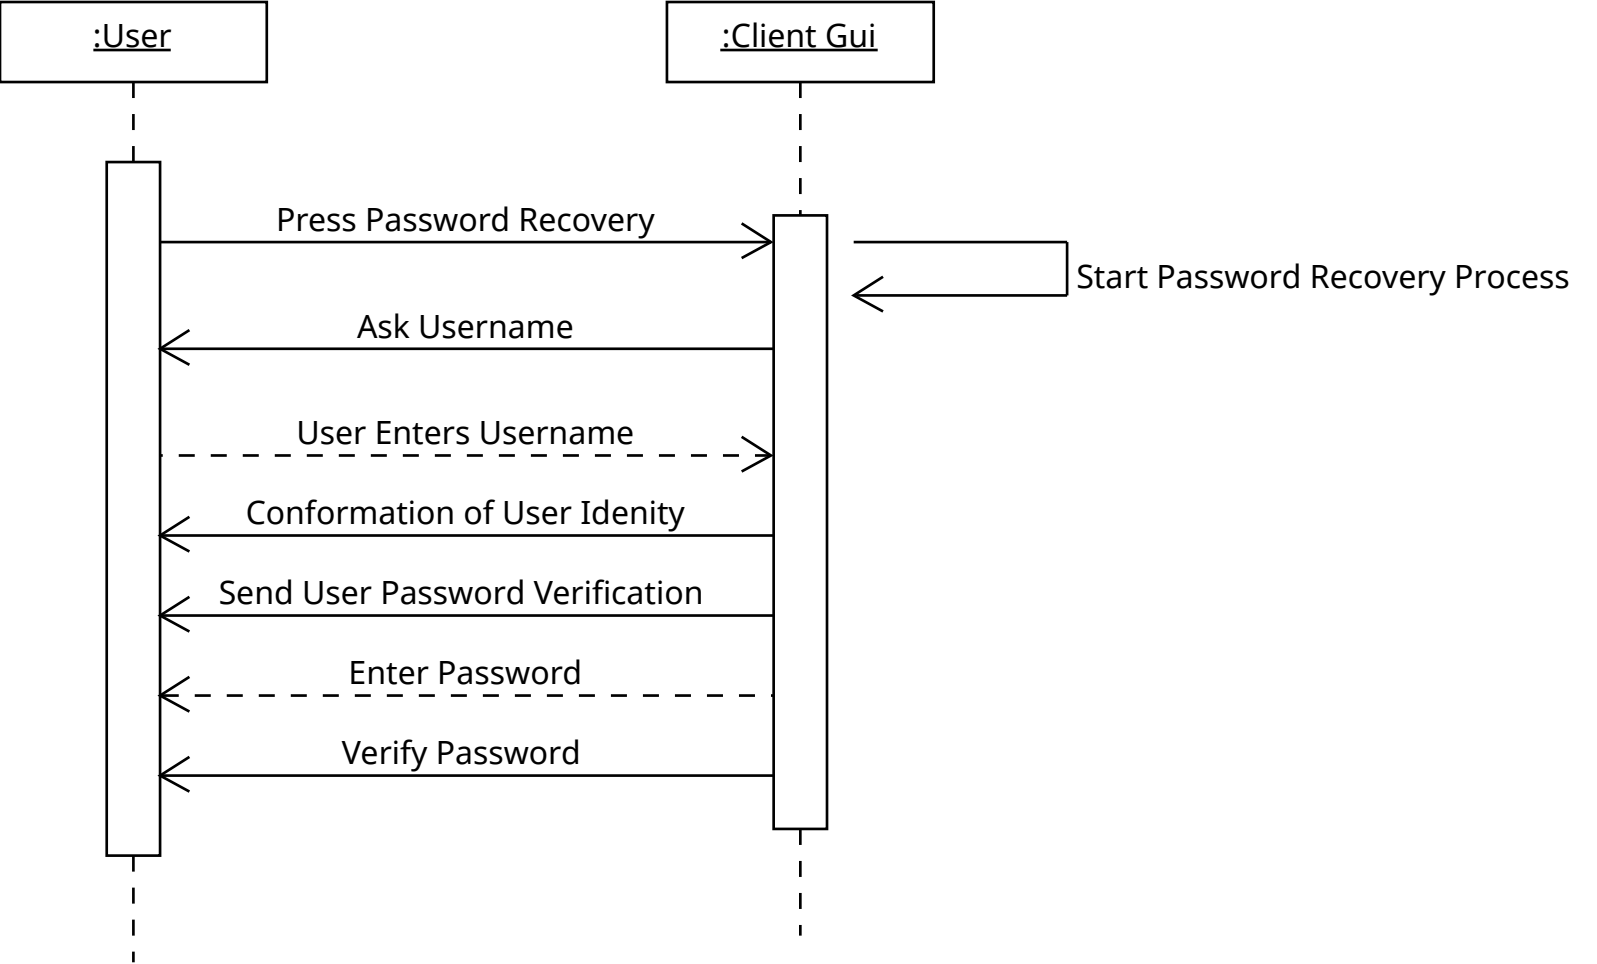 :User
:Client Gui
Press Password Recovery
Start Password Recovery Process
Ask Username
User Enters Username
Conformation of User Idenity
Send User Password Verification
Enter Password
Verify Password